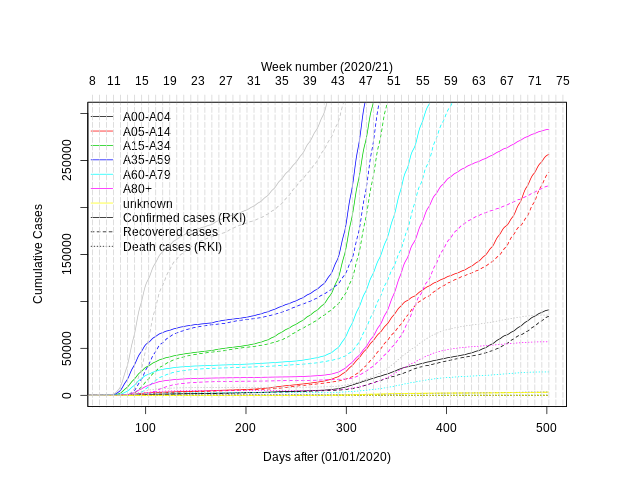 Week number (2020/21)
8 11 15 19 23 27 31 35 39 43 47 51 55 59 63 67 71 75
A00-A04
A05-A14
A15-A34
A35-A59
A60-A79
A80+
unknown
Confirmed cases (RKI)
Recovered cases
Death cases (RKI)
Cumulative Cases
250000
150000
50000
0
100 200 300 400 500
Days after (01/01/2020)